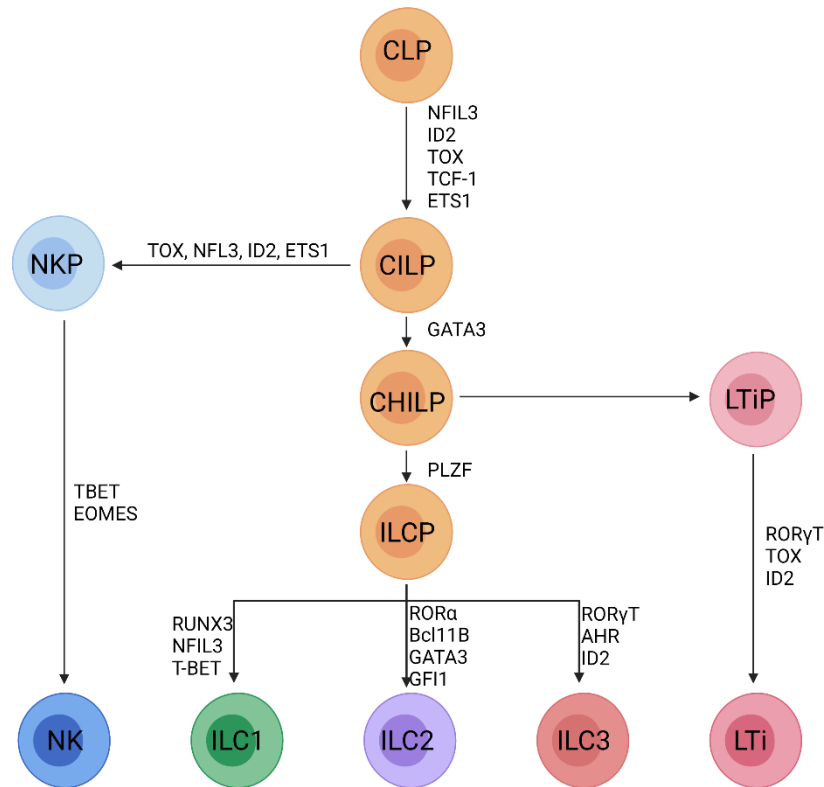 CLP
NFIL3
ID2
TOX
TCF-1
ETS1
NKP
TOX, NFL3, ID2, ETS1
CILP
GATA3
CHILP
LTiP
PLZF
ILCP
TBET
EOMES
RORγT
TOX
ID2
RUNX3
NFIL3
T-BET
RORα
Bcl11B
GATA3
GFI1
RORγT
AHR
ID2
NK
ILC1
ILC2
ILC3
LTi